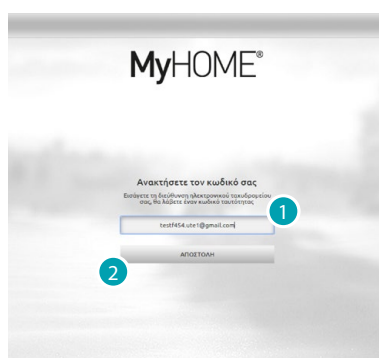 MyHOME®
Ανακτήσετε τον κωδικό σας
Εισάγετε τη διεύθυνση ηλεκτρονικού ταχυδρομείου
σας, θα λάβετε έναν κωδικό ταυτότητας
1
testf454.ute1@gmail.com
ΑΠΟΣΤΟΛΗ
2